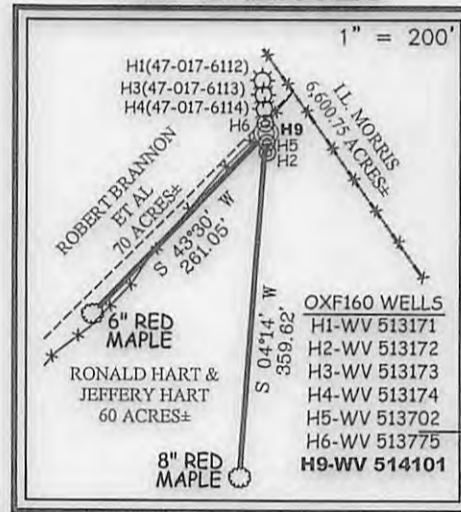 1" = 200'
H1(47-017-6112)
H3(47-017-6113)
H4(47-017-6114)
H6
H9
H5
H2
I.L. MORRIS
6,600.75 ACRES±
ROBERT BRANNON
ET AL
70 ACRES±
S 43°30' W
261.05'
6" RED
MAPLE
RONALD HART &
JEFFERY HART
60 ACRES±
S 04°14' W
359.62'
8" RED
MAPLE
OXF160 WELLS
H1-WV 513171
H2-WV 513172
H3-WV 513173
H4-WV 513174
H5-WV 513702
H6-WV 513775
H9-WV 514101